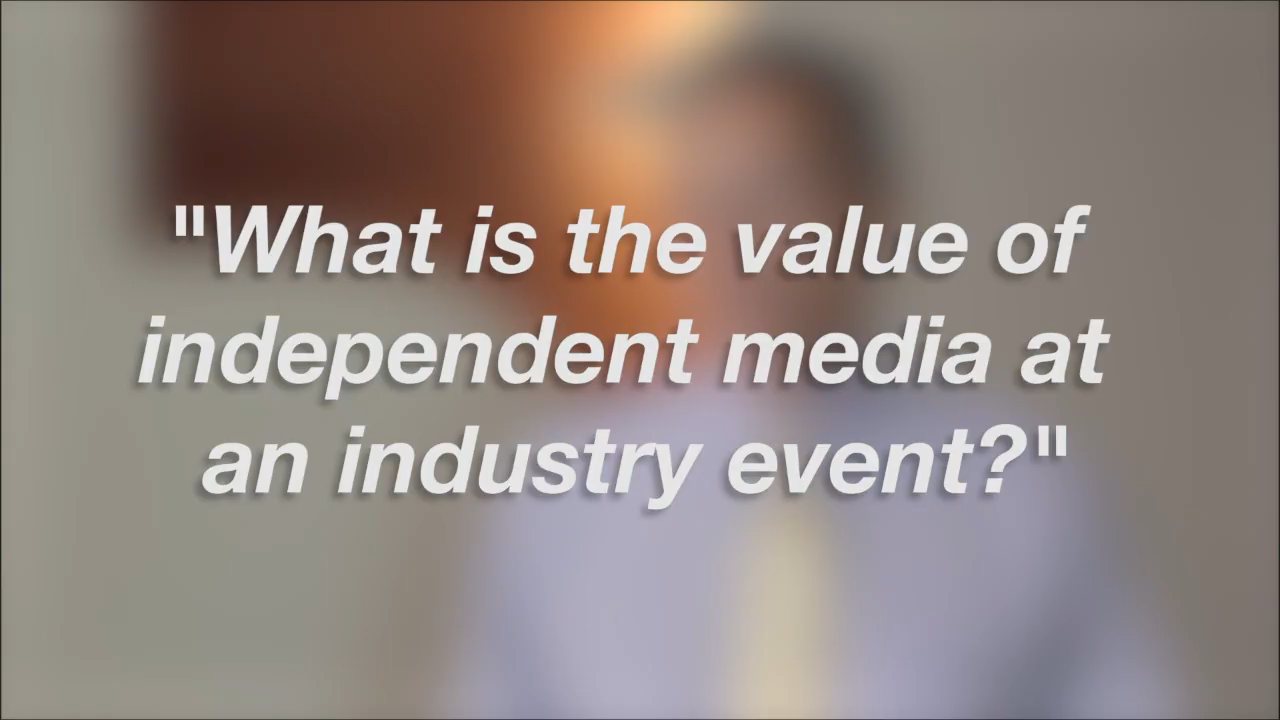 "What is the value of
independent media at
an industry event?"